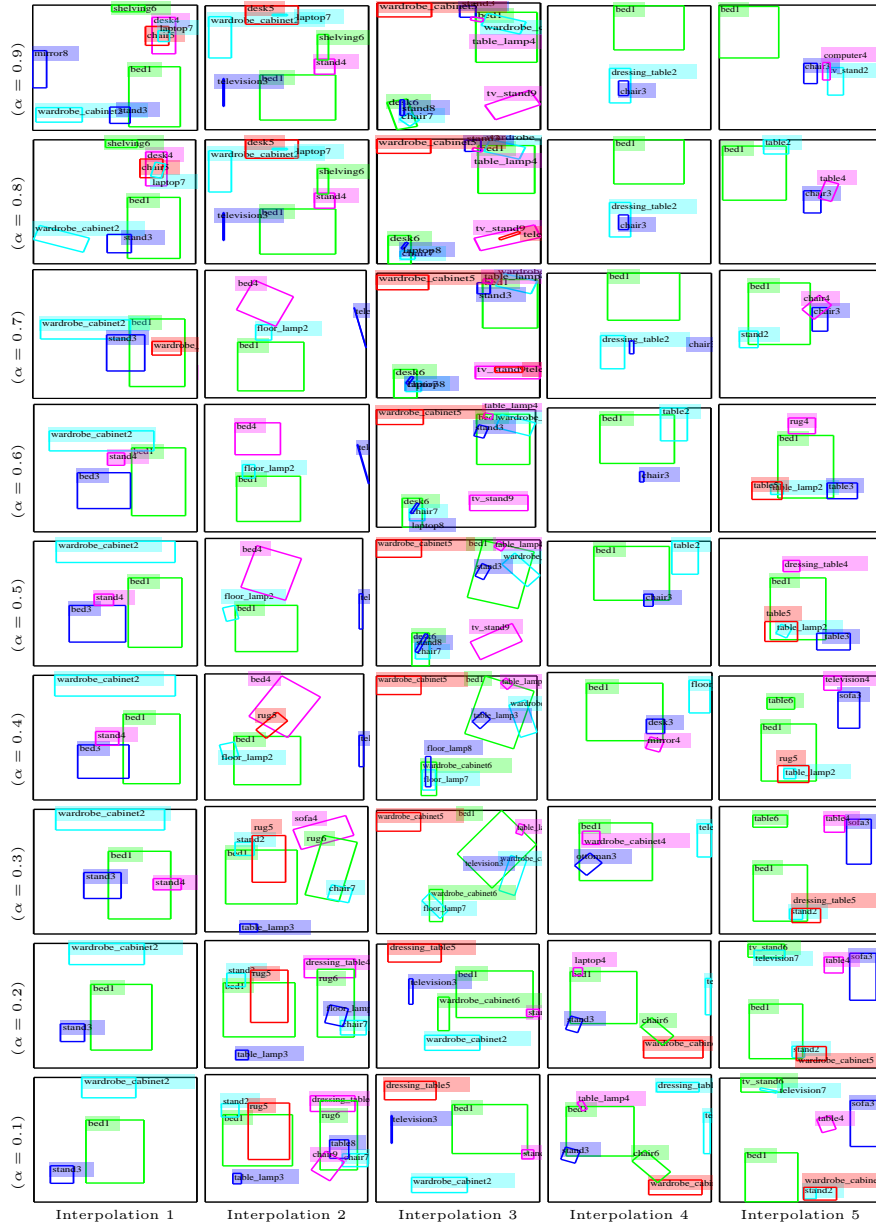 (α = 0.9)
shelving6
desk4
laptop7
chair5
mirror8
bed1
wardrobe_cabinet2
stand3
desk5
laptop7
wardrobe_cabinet2
shelving6
stand4
television3
bed1
wardrobe_cabinet5
stand3
bed1
table_lamp4
desk6
stand8
chair7
tv_stand9
bed1
dressing_table2
chair3
bed1
computer4
chair3
tv_stand2
(α = 0.8)
shelving6
desk4
chair3
laptop7
bed1
wardrobe_cabinet2
stand3
desk5
laptop7
shelving6
stand4
television3
bed1
wardrobe_cabinet5
bed1
table_lamp4
desk6
laptop8
tv_stand9
bed1
dressing_table2
chair3
table2
bed1
table4
chair3
(α = 0.7)
wardrobe_cabinet2
bed1
stand3
bed4
floor_lamp2
bed1
wardrobe_cabinet5
table_lamp4
bed1
stand3
desk6
tv_stand9
bed1
dressing_table2
bed1
chair4
chair3
stand2
(α = 0.6)
wardrobe_cabinet2
bed1
stand4
bed3
bed4
floor_lamp2
bed1
wardrobe_cabinet5
table_lamp4
stand3
desk6
chair7
laptop8
tv_stand9
bed1
table2
chair3
rug4
bed1
table5
table_lamp2
table3
(α = 0.5)
wardrobe_cabinet2
bed1
stand4
bed3
bed4
floor_lamp2
bed1
wardrobe_cabinet5
bed1
table_lamp4
stand3
desk6
stand8
chair7
tv_stand9
bed1
table2
chair3
dressing_table4
bed1
table5
table_lamp2
table3
(α = 0.4)
wardrobe_cabinet2
bed1
stand4
bed3
bed4
rug5
bed1
floor_lamp2
wardrobe_cabinet5
bed1
table_lamp3
floor_lamp8
wardrobe_cabinet6
floor_lamp7
bed1
desk3
mirror4
television4
sofa3
table6
bed1
rug5
table_lamp2
(α = 0.3)
wardrobe_cabinet2
bed1
stand3
stand4
sofa4
rug5
stand2
rug6
bed1
chair7
table_lamp3
wardrobe_cabinet5
bed1
television3
wardrobe_cabinet6
floor_lamp7
bed1
wardrobe_cabinet4
ottoman3
table6
table4
sofa3
bed1
dressing_table5
stand2
(α = 0.2)
wardrobe_cabinet2
bed1
stand3
dressing_table4
stand2
rug5
rug6
bed1
chair7
table_lamp3
dressing_table5
bed1
television3
wardrobe_cabinet6
wardrobe_cabinet2
laptop4
bed1
stand3
chair6
tv_stand6
television7
table4
sofa3
bed1
stand2
wardrobe_cabinet5
(α = 0.1)
wardrobe_cabinet2
bed1
stand3
stand2
rug5
rug6
bed1
table8
chair9
chair7
table_lamp3
dressing_table5
bed1
television3
wardrobe_cabinet2
table_lamp4
bed1
stand3
chair6
tv_stand6
television7
sofa3
table4
bed1
stand2
Interpolation 1
Interpolation 2
Interpolation 3
Interpolation 4
Interpolation 5